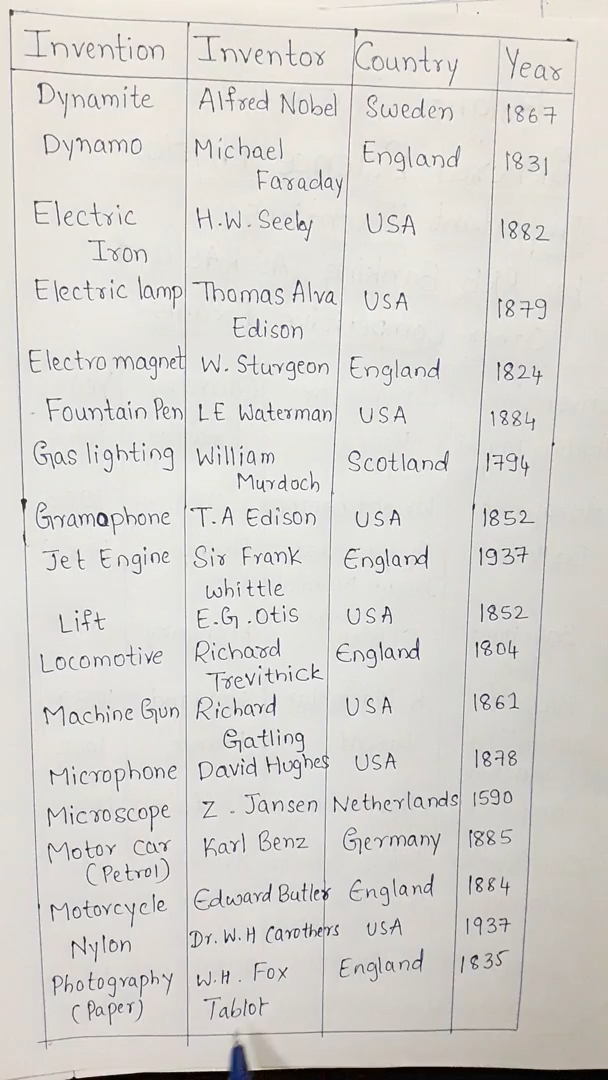 Invention Inventor Country Year
Dynamite Alfred Nobel Sweden 1867
Dynamo Michael Faraday England 1831
Electric Iron H.W. Seely USA 1882
Electric lamp Thomas Alva Edison USA 1879
Electro magnet W. Sturgeon England 1824
Fountain Pen LE Waterman USA 1884
Gas lighting William Murdoch Scotland 1794
Gramophone T.A Edison USA 1852
Jet Engine Sir Frank whittle England 1937
Lift E.G.Otis USA 1852
Locomotive Richard Trevithick England 1804
Machine Gun Richard Gatling USA 1861
Microphone David Hughes USA 1878
Microscope Z. Jansen Netherlands 1590
Motor Car (Petrol) Karl Benz Germany 1885
Motorcycle Edward Butler England 1884
Nylon Dr. W.H Carothers USA 1937
Photography (Paper) W.H. Fox Tablot England 1835